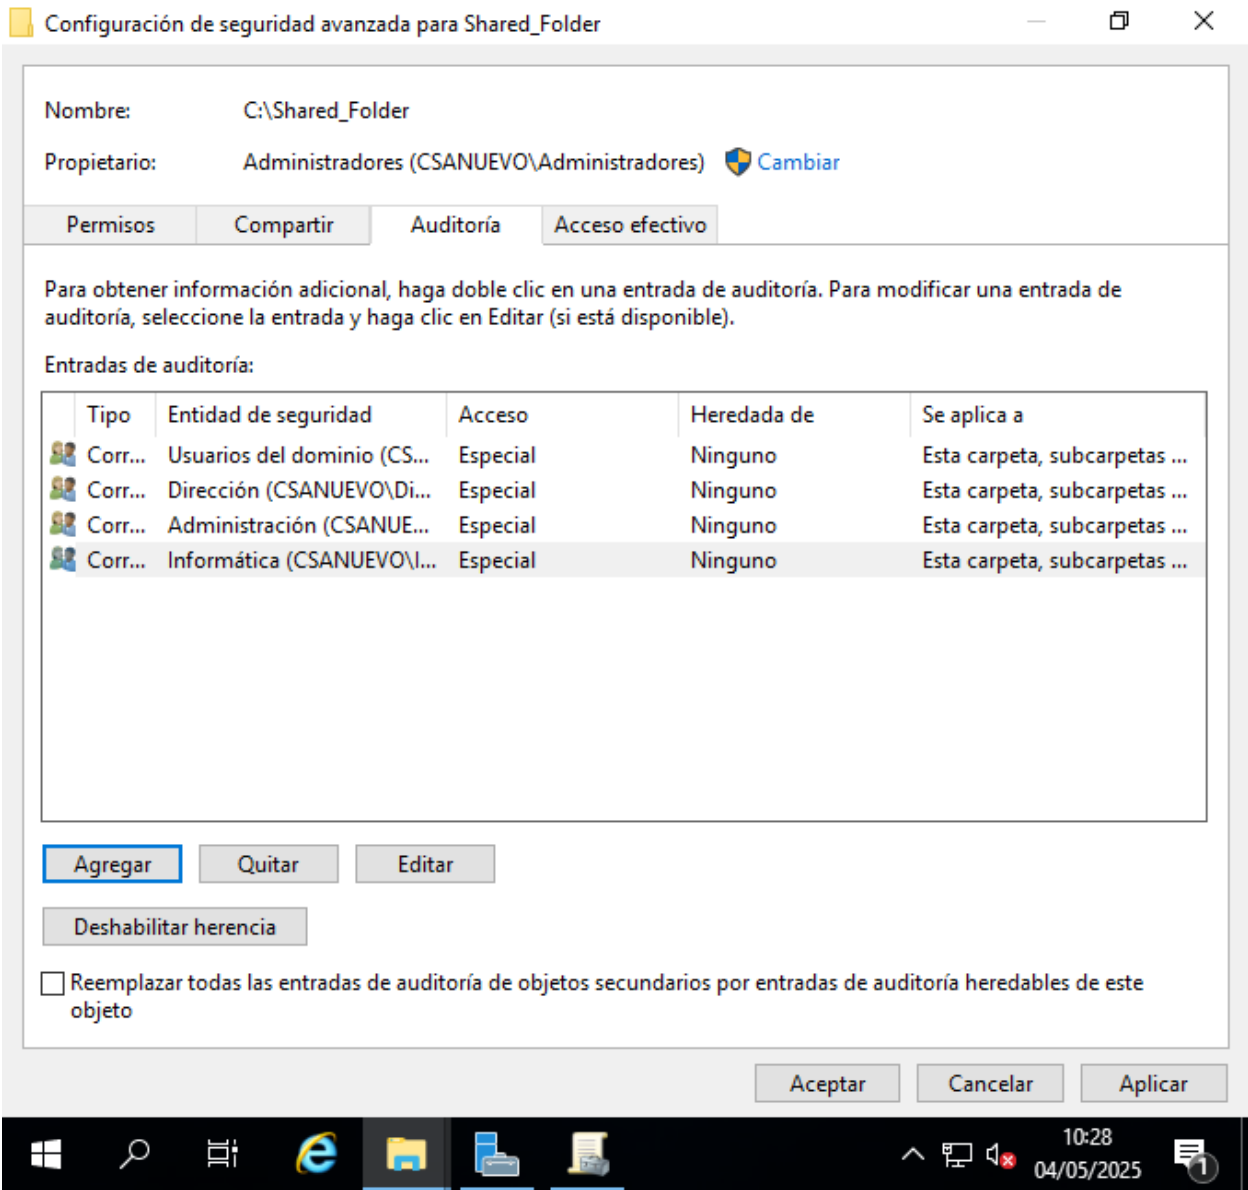 Configuración de seguridad avanzada para Shared_Folder
Nombre: C:\Shared_Folder
Propietario: Administradores (CSANUEVO\Administradores) Cambiar
Permisos Compartir Auditoría Acceso efectivo
Para obtener información adicional, haga doble clic en una entrada de auditoría. Para modificar una entrada de
auditoría, seleccione la entrada y haga clic en Editar (si está disponible).
Entradas de auditoría:
Tipo Entidad de seguridad Acceso Heredada de Se aplica a
Corr... Usuarios del dominio (CS... Especial Ninguno Esta carpeta, subcarpetas ...
Corr... Dirección (CSANUEVO\Di... Especial Ninguno Esta carpeta, subcarpetas ...
Corr... Administración (CSANUE... Especial Ninguno Esta carpeta, subcarpetas ...
Corr... Informática (CSANUEVO\I... Especial Ninguno Esta carpeta, subcarpetas ...
Agregar Quitar Editar
Deshabilitar herencia
Reemplazar todas las entradas de auditoría de objetos secundarios por entradas de auditoría heredables de este
objeto
Aceptar Cancelar Aplicar
10:28
04/05/2025
1